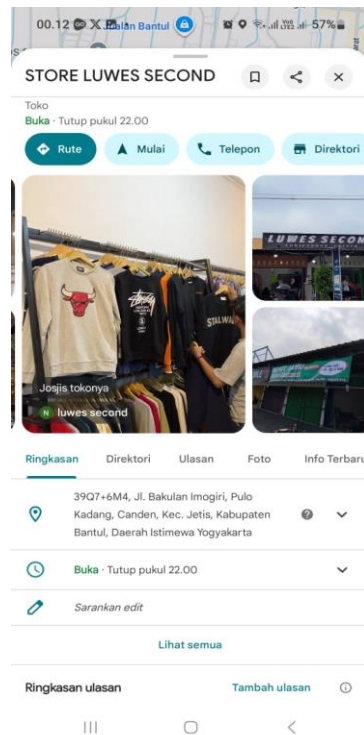 00.12
57%
Jalan Bantul
STORE LUWES SECOND
Toko
Buka · Tutup pukul 22.00
Rute
Mulai
Telepon
Direktori
STUSSY
STALWA
LUWES SECON
Josjis tokonya
N luwes second
Ringkasan
Direktori
Ulasan
Foto
Info Terbaru
39Q7+6M4, Jl. Bakulan Imogiri, Pulo
Kadang, Canden, Kec. Jetis, Kabupaten
Bantul, Daerah Istimewa Yogyakarta
Buka · Tutup pukul 22.00
Sarankan edit
Lihat semua
Ringkasan ulasan
Tambah ulasan